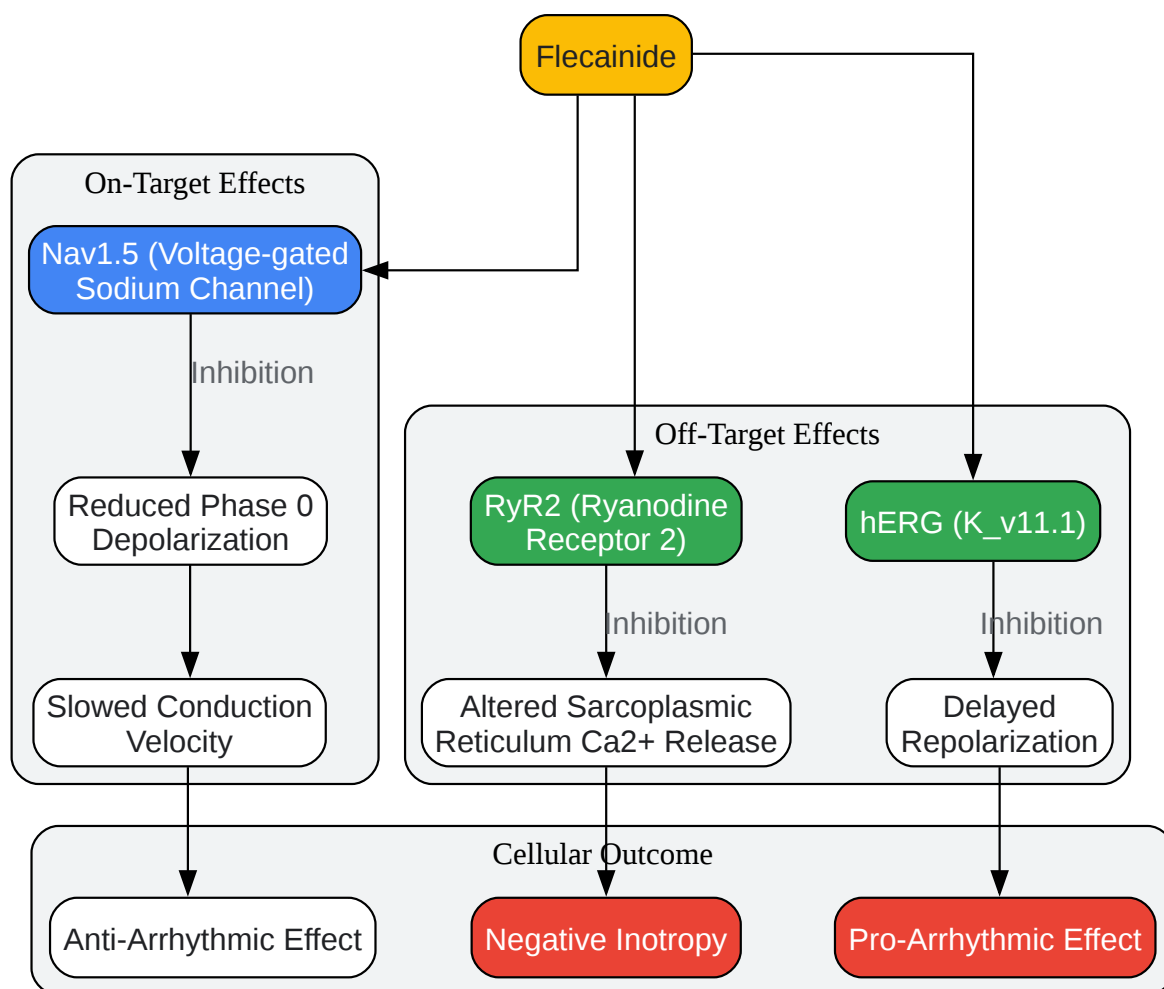 Flecainide
On-Target Effects
Nav1.5 (Voltage-gated
Sodium Channel)
Inhibition
Reduced Phase 0
Depolarization
Slowed Conduction
Velocity
Off-Target Effects
RyR2 (Ryanodine
Receptor 2)
Inhibition
Altered Sarcoplasmic
Reticulum Ca2+ Release
hERG (K_v11.1)
Inhibition
Delayed
Repolarization
Cellular Outcome
Anti-Arrhythmic Effect
Negative Inotropy
Pro-Arrhythmic Effect